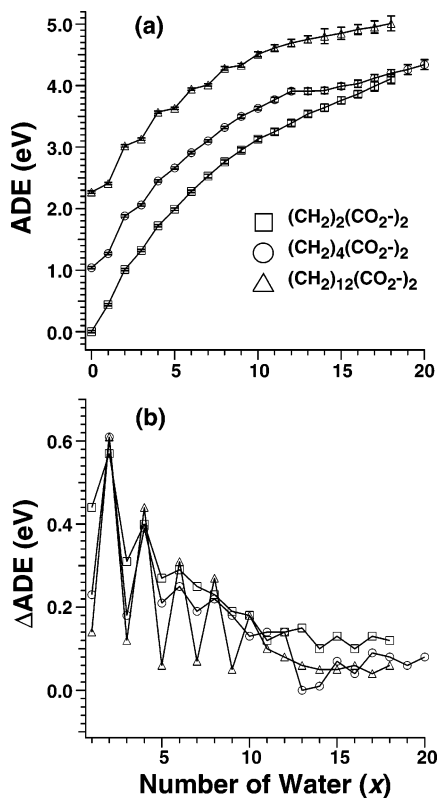 (a)
5.0
4.0
3.0
2.0
1.0
0.0
ADE (eV)
(CH2)2(CO2-)2
(CH2)4(CO2-)2
(CH2)12(CO2-)2
0 5 10 15 20
(b)
0.6
0.4
0.2
0.0
ΔADE (eV)
5 10 15 20
Number of Water (x)